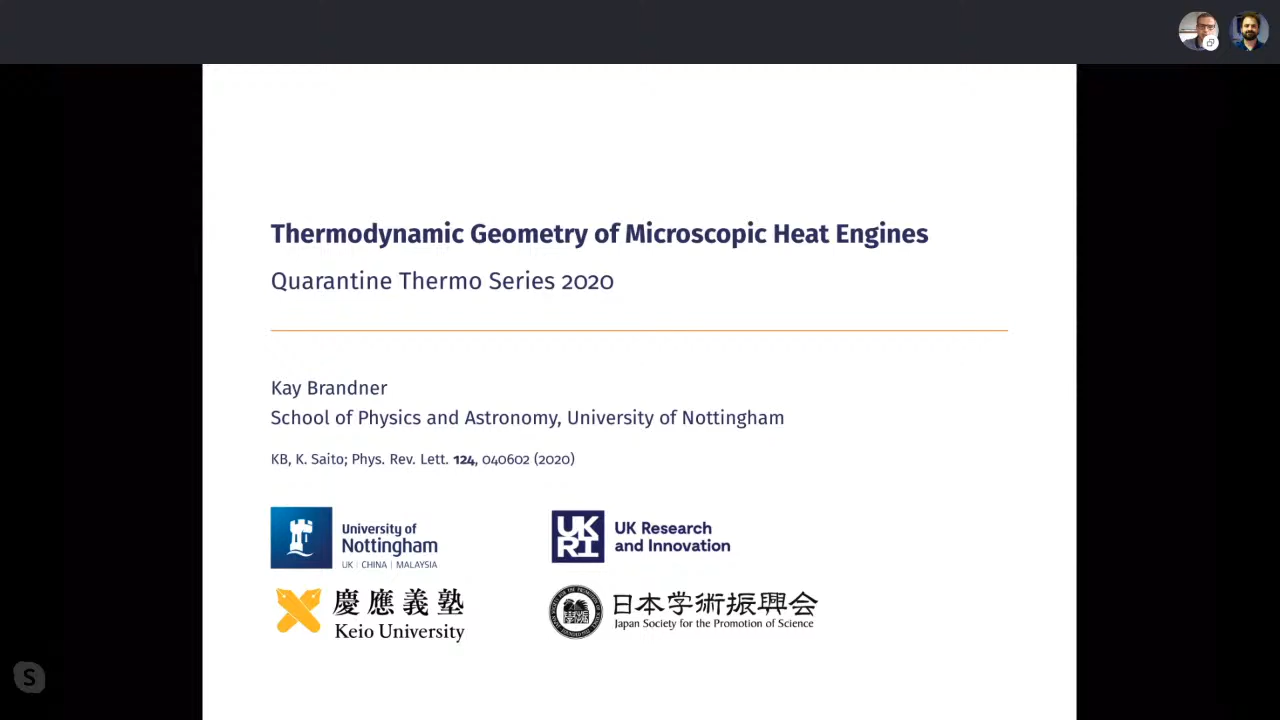 Thermodynamic Geometry of Microscopic Heat Engines
Quarantine Thermo Series 2020
Kay Brandner
School of Physics and Astronomy, University of Nottingham
KB, K. Saito; Phys. Rev. Lett. 124, 040602 (2020)
University of
Nottingham
UK | CHINA | MALAYSIA
UK
RI
UK Research
and Innovation
慶應義塾
Keio University
日本学術振興会
Japan Society for the Promotion of Science
S